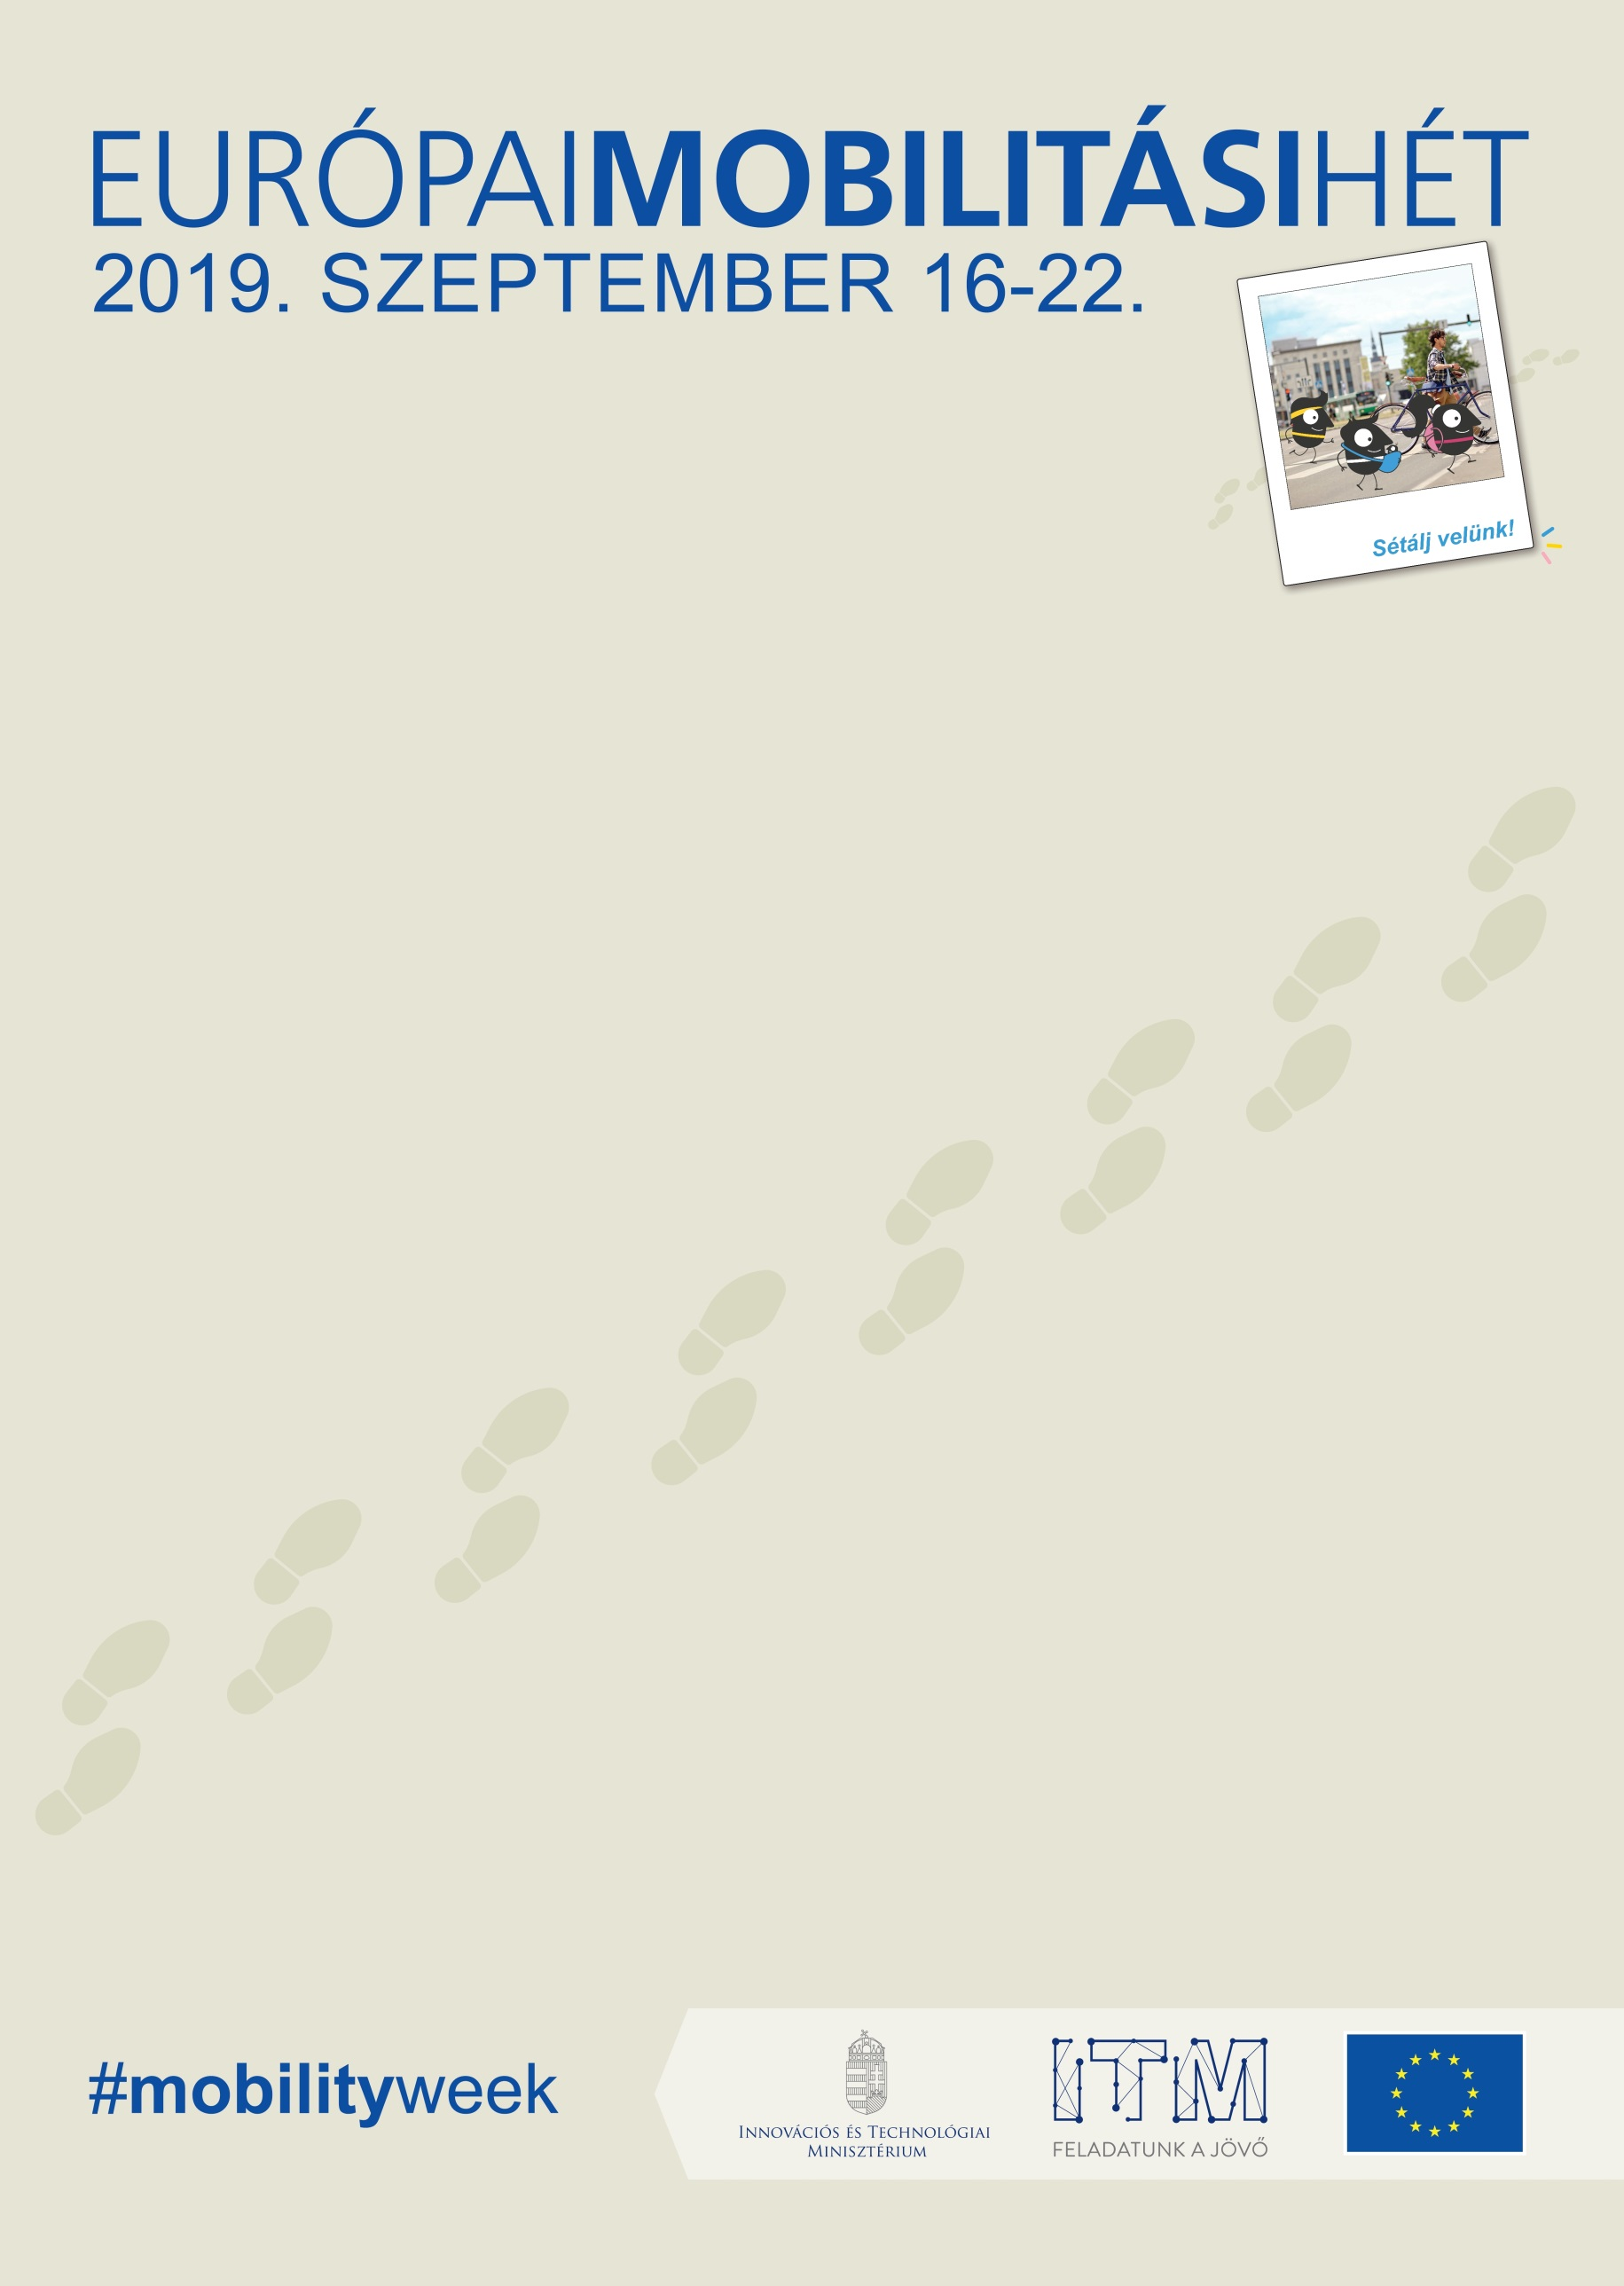 EURÓPAIMOBILITÁSIHÉT
2019. SZEPTEMBER 16-22.
Sétálj velünk!
#mobilityweek
INNOVÁCIÓS ÉS TECHNOLÓGIAI
MINISZTÉRIUM
ITM
FELADATUNK A JÖVŐ